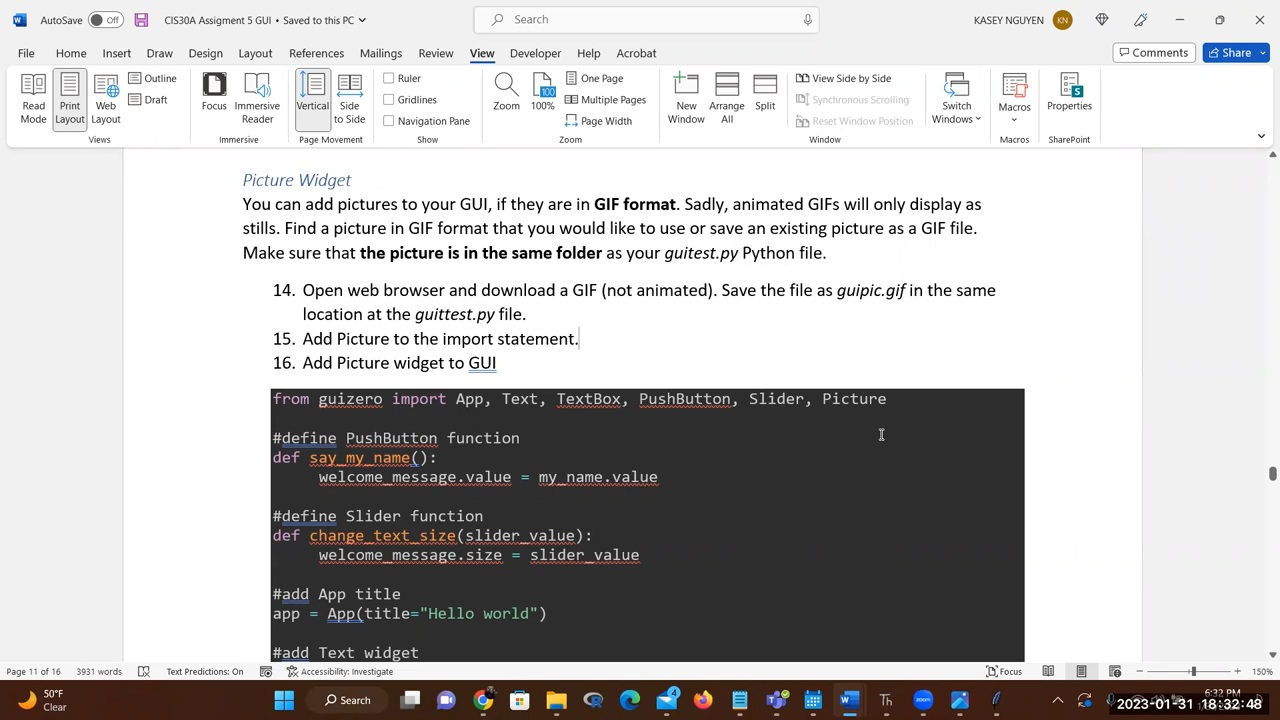 AutoSave Off CIS30A Assigment 5 GUI • Saved to this PC Search KASEY NGUYEN KN
File Home Insert Draw Design Layout References Mailings Review View Developer Help Acrobat Comments Share
Read Mode Print Layout Web Layout Outline Draft Focus Immersive Reader Vertical Side to Side Ruler Gridlines Navigation Pane Zoom 100% One Page Multiple Pages Page Width New Window Arrange All Split View Side by Side Synchronous Scrolling Reset Window Position Switch Windows Macros Properties
Views Immersive Page Movement Show Zoom Window Macros SharePoint
Picture Widget
You can add pictures to your GUI, if they are in GIF format. Sadly, animated GIFs will only display as
stills. Find a picture in GIF format that you would like to use or save an existing picture as a GIF file.
Make sure that the picture is in the same folder as your guitest.py Python file.
14. Open web browser and download a GIF (not animated). Save the file as guipic.gif in the same
location at the guittest.py file.
15. Add Picture to the import statement.
16. Add Picture widget to GUI
from guizero import App, Text, TextBox, PushButton, Slider, Picture
#define PushButton function
def say_my_name():
welcome_message.value = my_name.value
#define Slider function
def change_text_size(slider_value):
welcome_message.size = slider_value
#add App title
app = App(title="Hello world")
#add Text widget
Page 11 of 16 3931 words Text Predictions: On Accessibility: Investigate Focus 150%
50°F
Clear
Search
4
Th
zoom
6:32 PM
2023-01-31 18:32:48